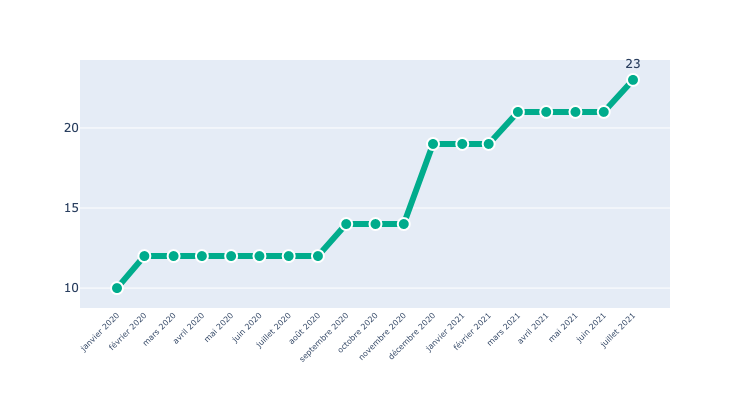 23
20
15
10
janvier 2020
février 2020
mars 2020
avril 2020
mai 2020
juin 2020
juillet 2020
août 2020
septembre 2020
octobre 2020
novembre 2020
décembre 2020
janvier 2021
février 2021
mars 2021
avril 2021
mai 2021
juin 2021
juillet 2021